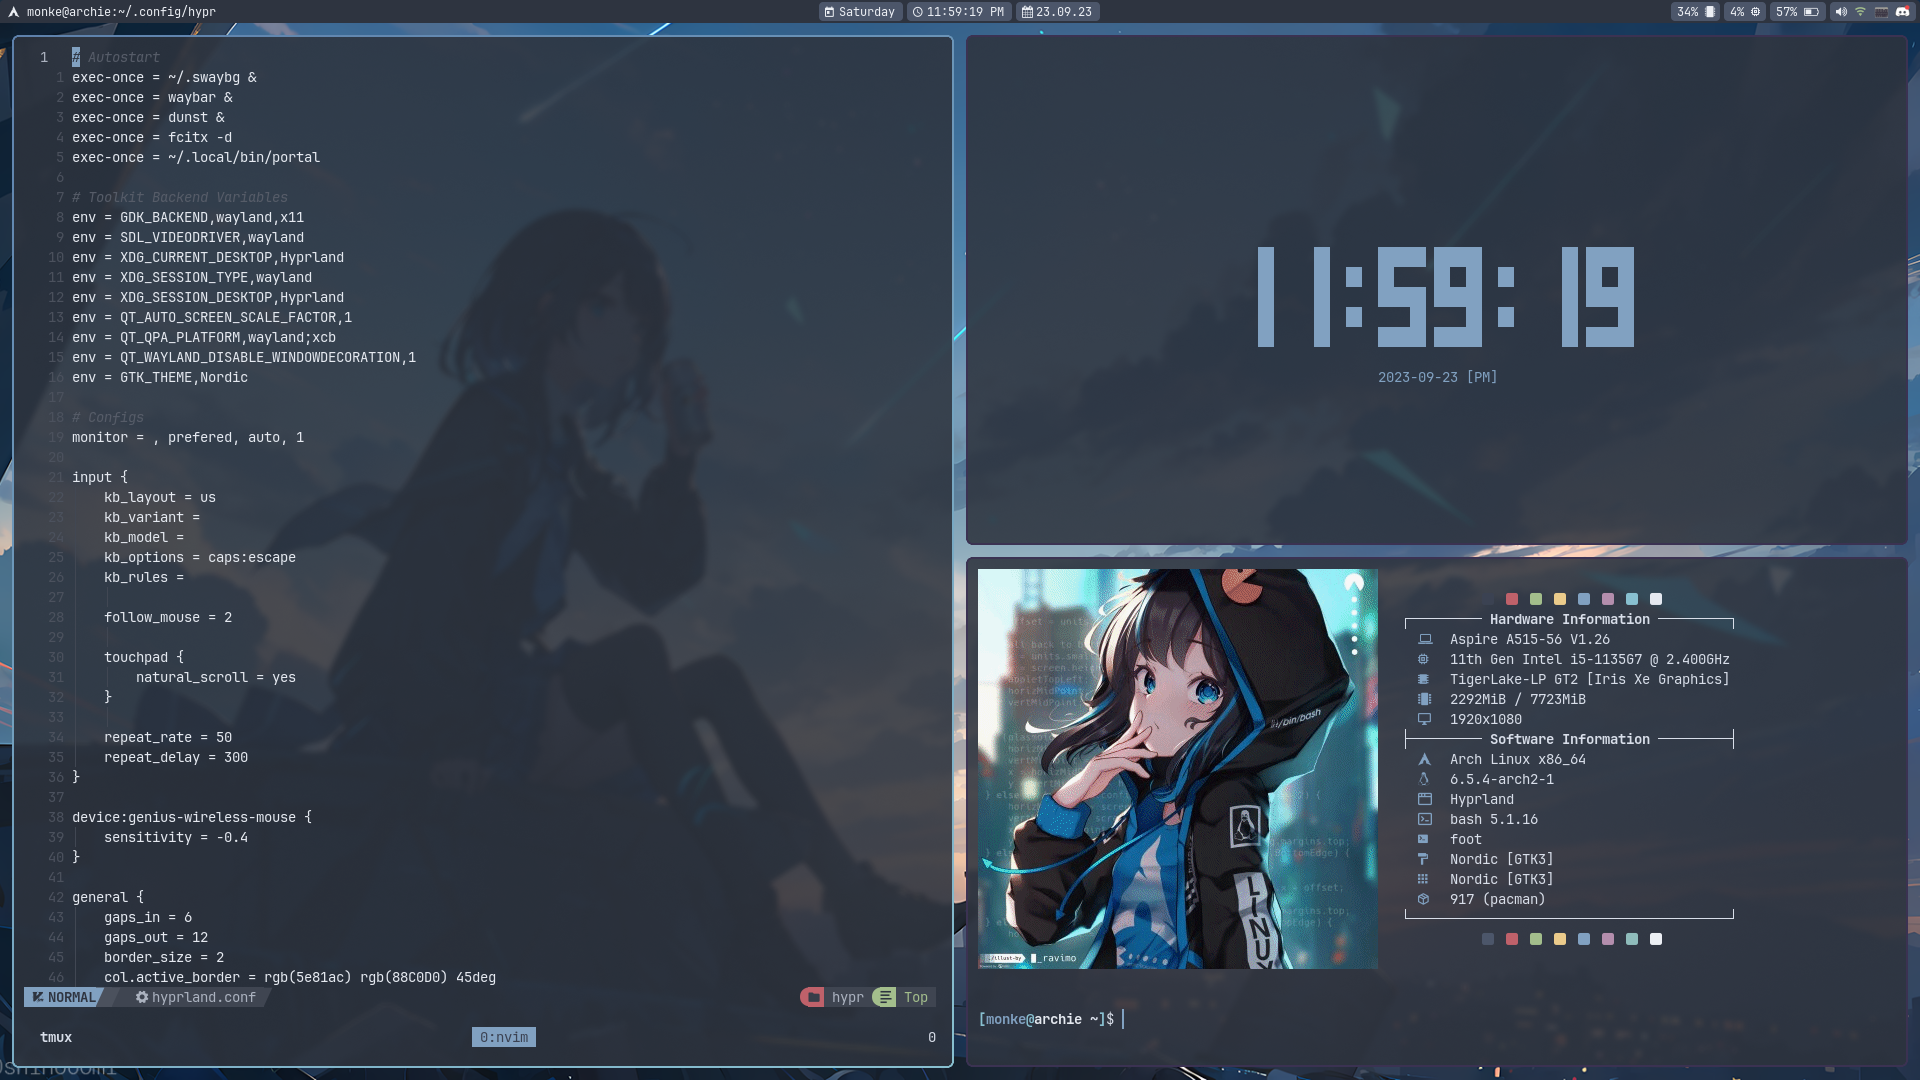 monke@archie:~/.config/hypr
Saturday
11:59:19 PM
23.09.23
34%
4%
57%
1 # Autostart
1 exec-once = ~/.swaybg &
2 exec-once = waybar &
3 exec-once = dunst &
4 exec-once = fcitx -d
5 exec-once = ~/.local/bin/portal
6
7 # Toolkit Backend Variables
8 env = GDK_BACKEND,wayland,x11
9 env = SDL_VIDEODRIVER,wayland
10 env = XDG_CURRENT_DESKTOP,Hyprland
11 env = XDG_SESSION_TYPE,wayland
12 env = XDG_SESSION_DESKTOP,Hyprland
13 env = QT_AUTO_SCREEN_SCALE_FACTOR,1
14 env = QT_QPA_PLATFORM,wayland;xcb
15 env = QT_WAYLAND_DISABLE_WINDOWDECORATION,1
16 env = GTK_THEME,Nordic
17
18 # Configs
19 monitor = , prefered, auto, 1
20
21 input {
22 kb_layout = us
23 kb_variant =
24 kb_model =
25 kb_options = caps:escape
26 kb_rules =
27
28 follow_mouse = 2
29
30 touchpad {
31 natural_scroll = yes
32 }
33
34 repeat_rate = 50
35 repeat_delay = 300
36 }
37
38 device:genius-wireless-mouse {
39 sensitivity = -0.4
40 }
41
42 general {
43 gaps_in = 6
44 gaps_out = 12
45 border_size = 2
46 col.active_border = rgb(5e81ac) rgb(88C0D0) 45deg
NORMAL hyprland.conf hypr Top
tmux 0:nvim 0
11:59:19
2023-09-23 [PM]
#!/bin/bash
LINUX
_ravimo
Hardware Information
Aspire A515-56 V1.26
11th Gen Intel i5-1135G7 @ 2.400GHz
TigerLake-LP GT2 [Iris Xe Graphics]
2292MiB / 7723MiB
1920x1080
Software Information
Arch Linux x86_64
6.5.4-arch2-1
Hyprland
bash 5.1.16
foot
Nordic [GTK3]
Nordic [GTK3]
917 (pacman)
[monke@archie ~]$